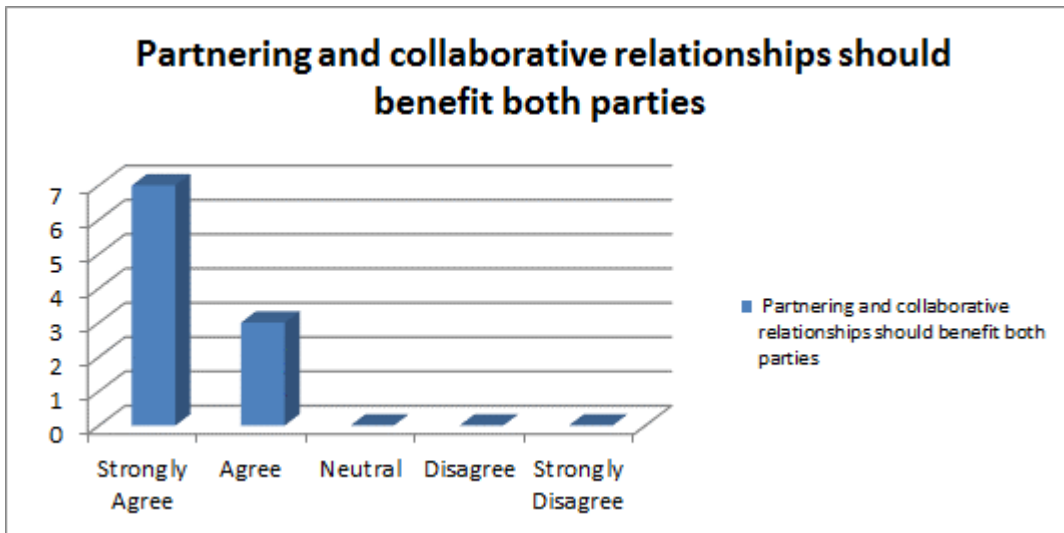 Partnering and collaborative relationships should
benefit both parties
7
6
5
4
3
2
1
0
Strongly Agree
Agree
Neutral
Disagree
Strongly Disagree
Partnering and collaborative
relationships should benefit both
parties